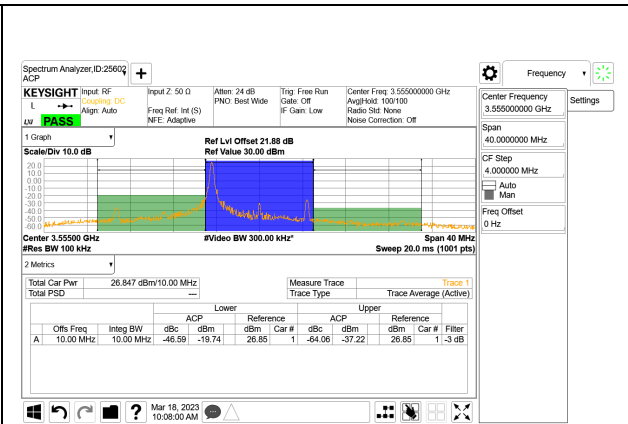 Spectrum Analyzer,ID:25602
ACP
Frequency
KEYSIGHT
L
LXI
PASS
Input: RF
Coupling: DC
Align: Auto
Input Z: 50 Ω
Freq Ref: Int (S)
NFE: Adaptive
Atten: 24 dB
PNO: Best Wide
Trig: Free Run
Gate: Off
IF Gain: Low
Center Freq: 3.555000000 GHz
Avg|Hold: 100/100
Radio Std: None
Noise Correction: Off
Center Frequency
3.555000000 GHz
Settings
Span
40.0000000 MHz
CF Step
4.000000 MHz
Auto
Man
Freq Offset
0 Hz
1 Graph
Scale/Div 10.0 dB
Ref Lvl Offset 21.88 dB
Ref Value 30.00 dBm
20.0
10.0
0.00
-10.0
-20.0
-30.0
-40.0
-50.0
-60.0
Center 3.55500 GHz
#Res BW 100 kHz
#Video BW 300.00 kHz*
Span 40 MHz
Sweep 20.0 ms (1001 pts)
2 Metrics
Total Car Pwr 26.847 dBm/10.00 MHz
Total PSD ---
Measure Trace Trace 1
Trace Type Trace Average (Active)
Lower Upper
ACP Reference ACP Reference
Offs Freq Integ BW dBc dBm dBm Car # dBc dBm dBm Car # Filter
A 10.00 MHz 10.00 MHz -46.59 -19.74 26.85 1 -64.06 -37.22 26.85 1 -3 dB
?
Mar 18, 2023
10:08:00 AM